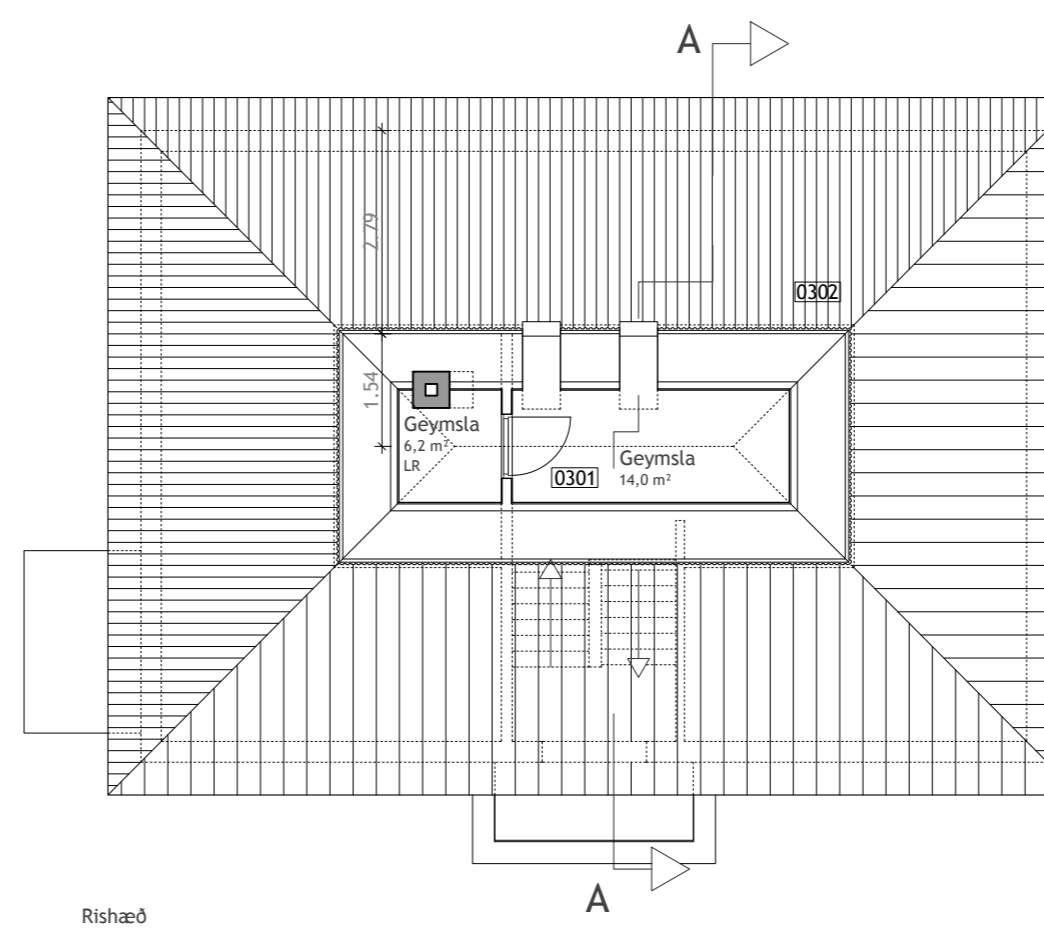 A
2.79
0302
1.54
Geymsla
6,2 m²
LR
Geymsla
14,0 m²
0301
A
Rishæð